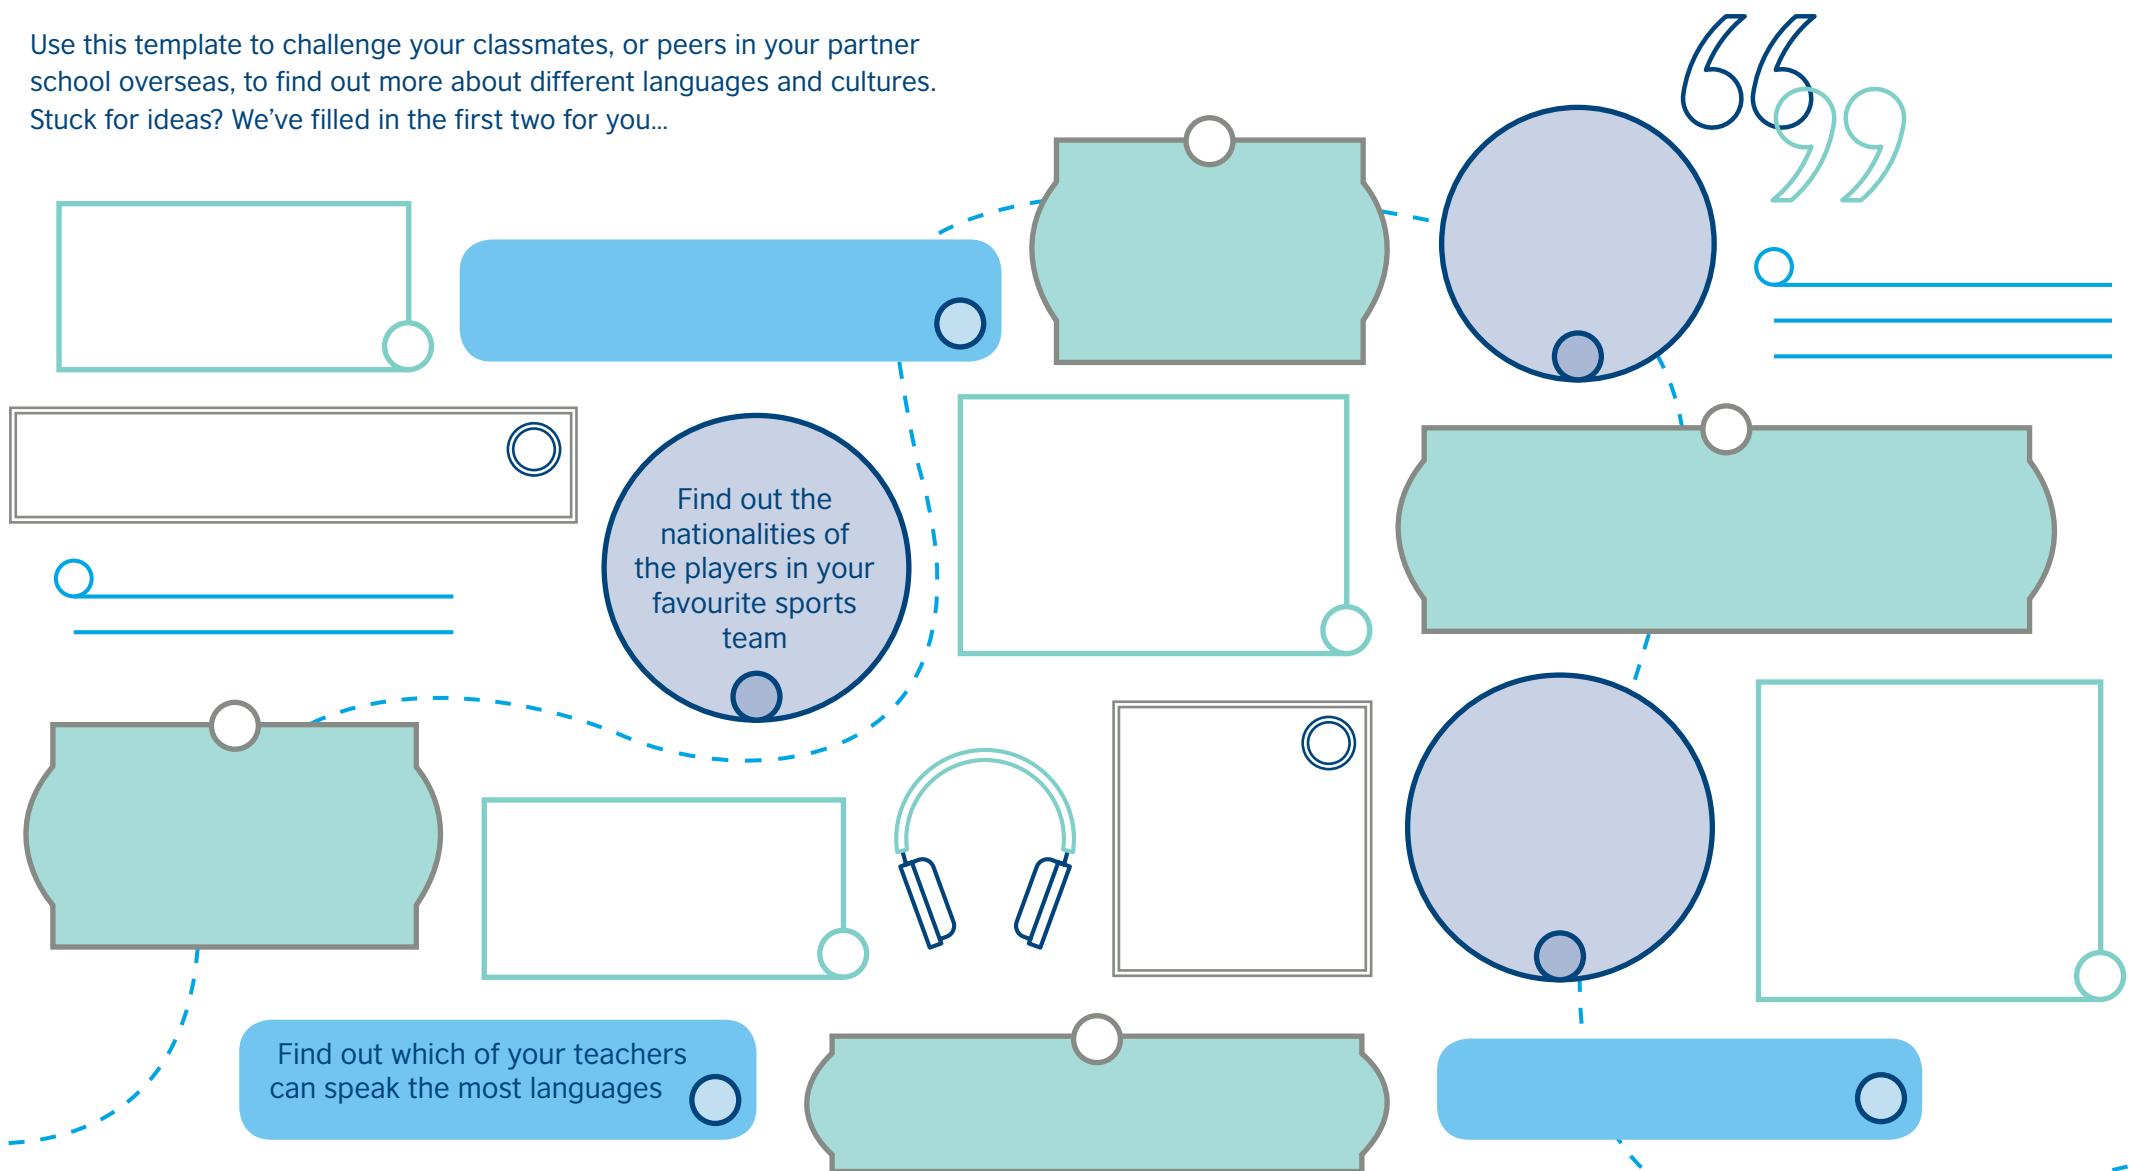 Use this template to challenge your classmates, or peers in your partner
school overseas, to find out more about different languages and cultures.
Stuck for ideas? We’ve filled in the first two for you...
Find out the
nationalities of
the players in your
favourite sports
team
Find out which of your teachers
can speak the most languages